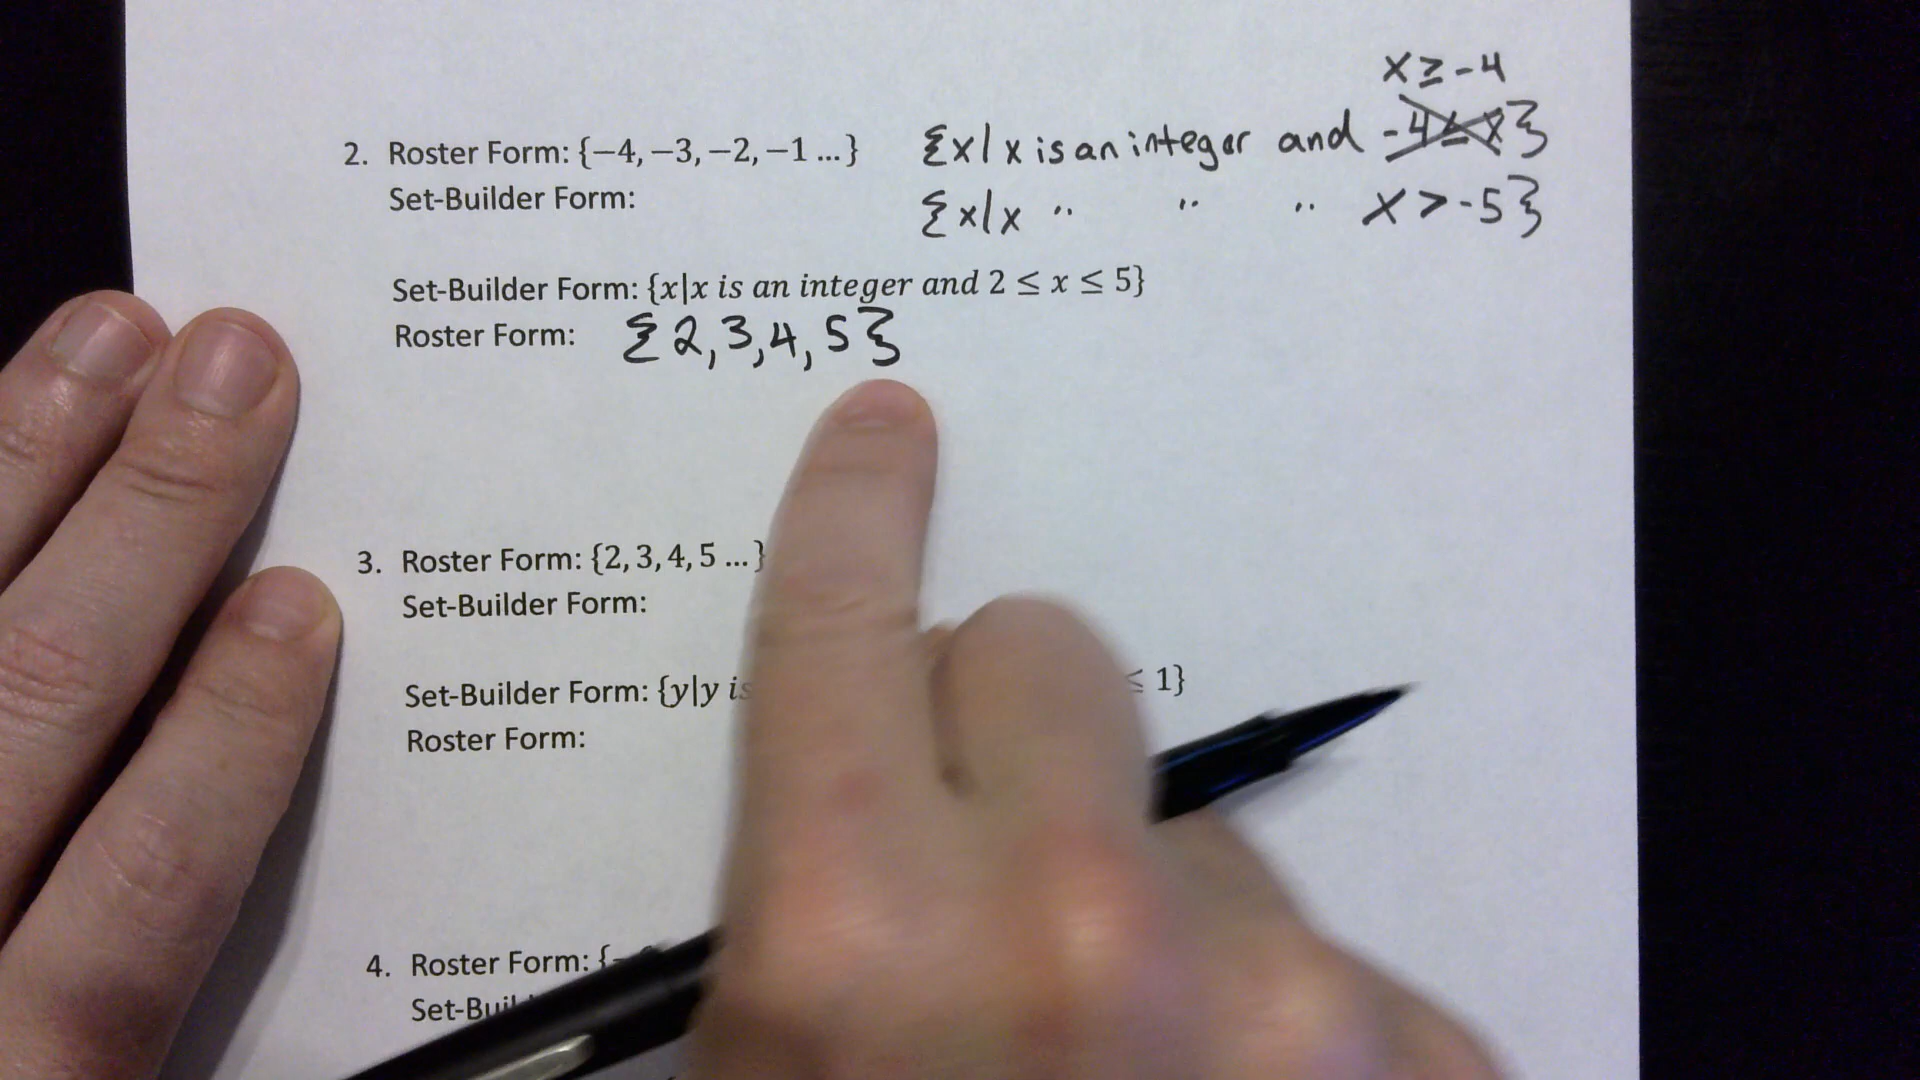 x ≥ -4
2. Roster Form: {−4, −3, −2, −1 ...} {x | x is an integer and -4 ≤ x}
Set-Builder Form: {x | x " " " x > -5}
Set-Builder Form: {x|x is an integer and 2 ≤ x ≤ 5}
Roster Form: {2, 3, 4, 5}
3. Roster Form: {2, 3, 4, 5 ...}
Set-Builder Form:
Set-Builder Form: {y|y is ≤ 1}
Roster Form:
4. Roster Form: {−